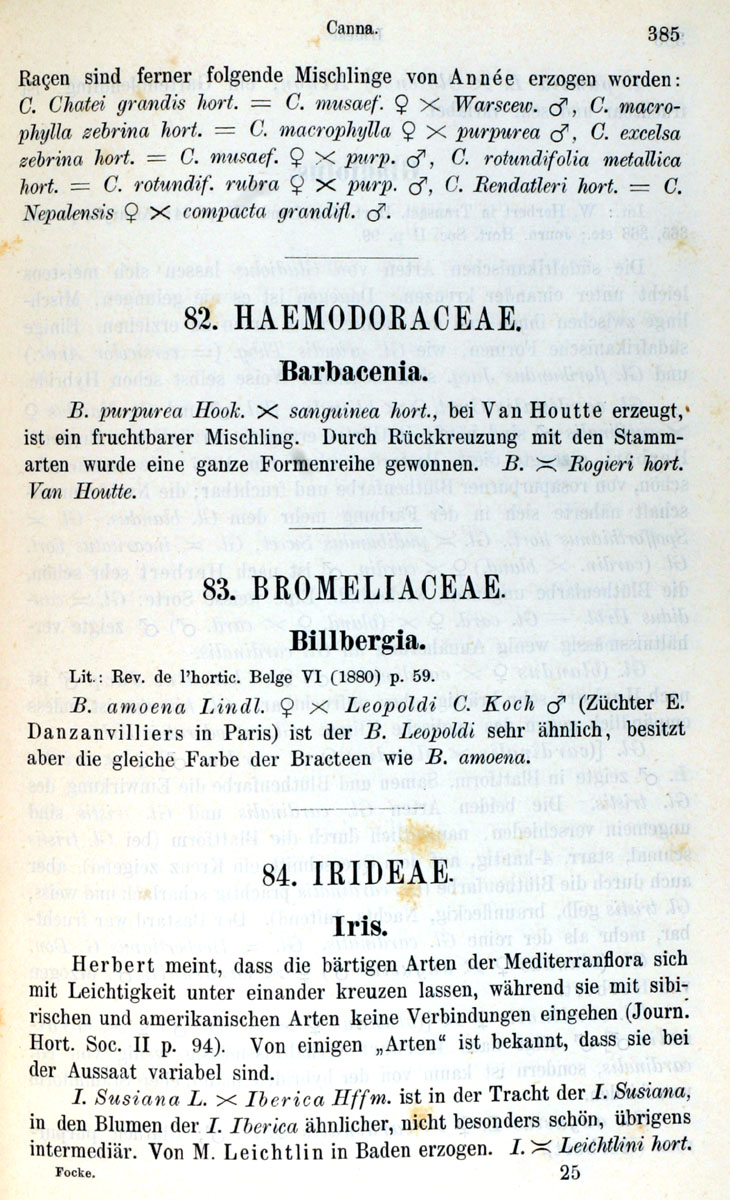 Canna.
385
Raçen sind ferner folgende Mischlinge von Année erzogen worden:
C. Chatei grandis hort. = C. musaef. ♀ × Warscew. ♂, C. macro-
phylla zebrina hort. = C. macrophylla ♀ × purpurea ♂, C. excelsa
zebrina hort. = C. musaef. ♀ × purp. ♂, C. rotundifolia metallica
hort. = C. rotundif. rubra ♀ × purp. ♂, C. Rendatleri hort. = C.
Nepalensis ♀ × compacta grandifl. ♂.
82. HAEMODORACEAE.
Barbacenia.
B. purpurea Hook. × sanguinea hort., bei Van Houtte erzeugt,
ist ein fruchtbarer Mischling. Durch Rückkreuzung mit den Stamm-
arten wurde eine ganze Formenreihe gewonnen. B. ⩙ Rogieri hort.
Van Houtte.
83. BROMELIACEAE.
Billbergia.
Lit.: Rev. de l'hortic. Belge VI (1880) p. 59.
B. amoena Lindl. ♀ × Leopoldi C. Koch ♂ (Züchter E.
Danzanvilliers in Paris) ist der B. Leopoldi sehr ähnlich, besitzt
aber die gleiche Farbe der Bracteen wie B. amoena.
84. IRIDEAE.
Iris.
Herbert meint, dass die bärtigen Arten der Mediterranflora sich
mit Leichtigkeit unter einander kreuzen lassen, während sie mit sibi-
rischen und amerikanischen Arten keine Verbindungen eingehen (Journ.
Hort. Soc. II p. 94). Von einigen „Arten“ ist bekannt, dass sie bei
der Aussaat variabel sind.
I. Susiana L. × Iberica Hffm. ist in der Tracht der I. Susiana,
in den Blumen der I. Iberica ähnlicher, nicht besonders schön, übrigens
intermediär. Von M. Leichtlin in Baden erzogen. I. ⩙ Leichtlini hort.
Focke.
25